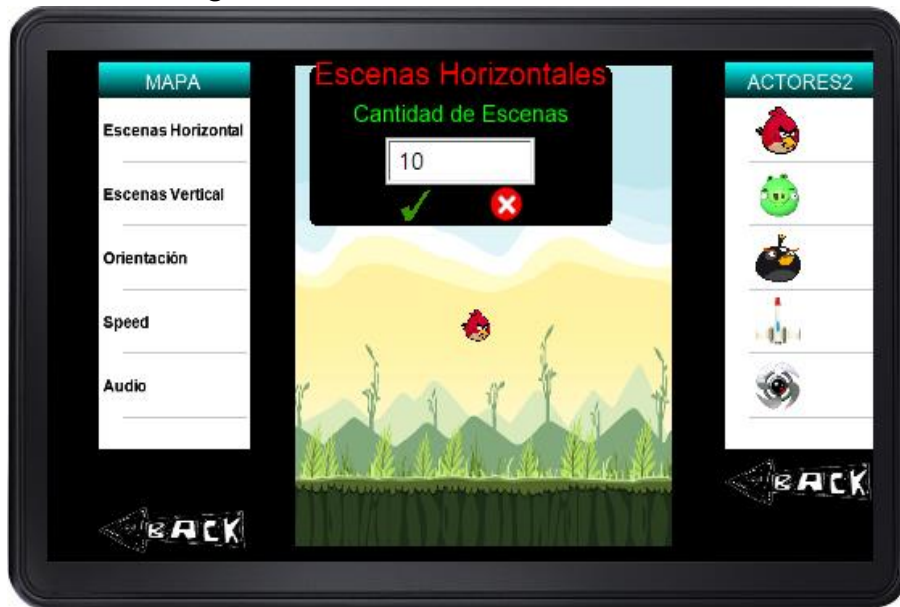 MAPA
Escenas Horizontal
Escenas Vertical
Orientación
Speed
Audio
BACK
Escenas Horizontales
Cantidad de Escenas
10
ACTORES2
BACK